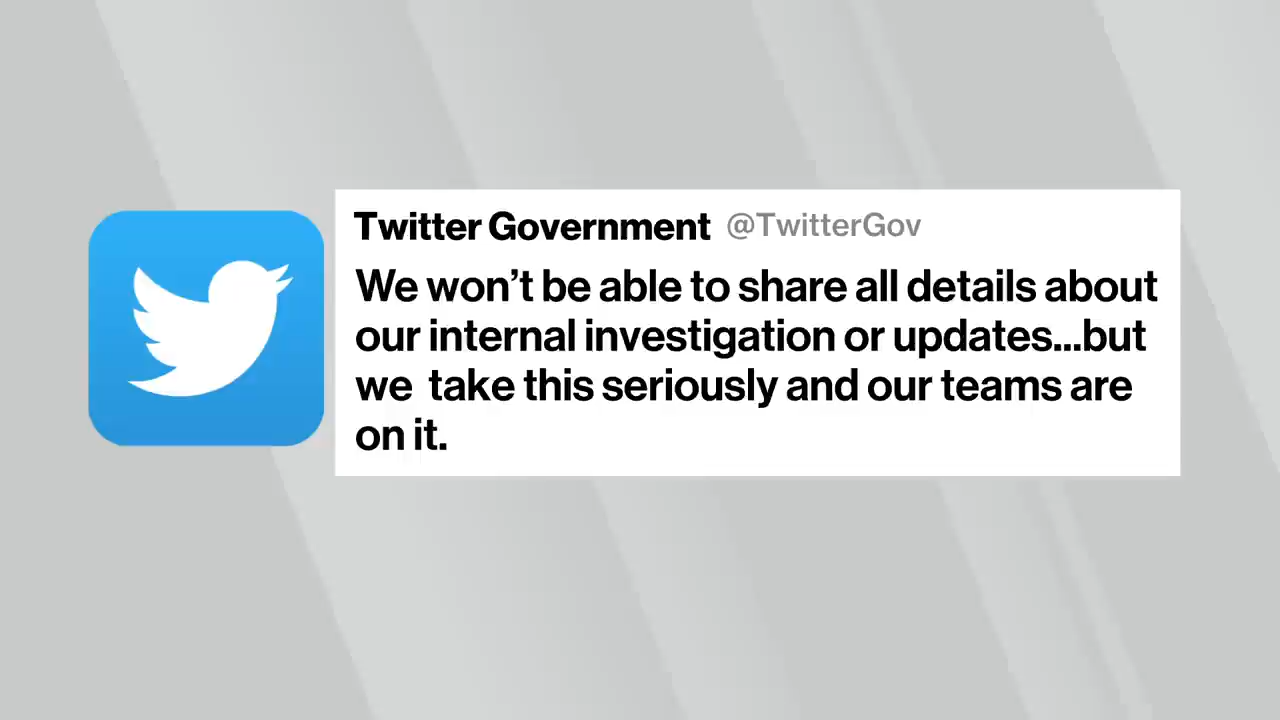 Twitter Government @TwitterGov
We won’t be able to share all details about
our internal investigation or updates...but
we  take this seriously and our teams are
on it.